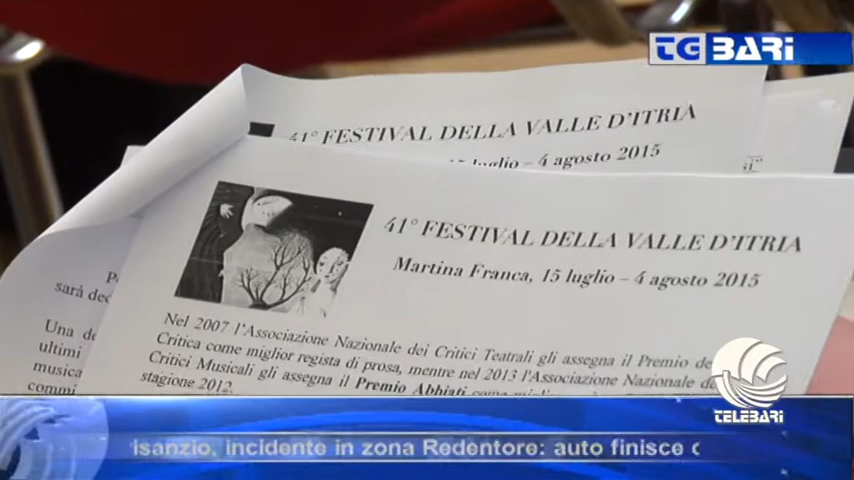 TG BARI
41° FESTIVAL DELLA VALLE D'ITRIA
15 luglio – 4 agosto 2015
41° FESTIVAL DELLA VALLE D'ITRIA
Martina Franca, 15 luglio – 4 agosto 2015
sarà
Una
ultimi
musica
commi
Nel 2007 l'Associazione Nazionale dei Critici Teatrali gli assegna il Premio
Critica come miglior regista di prosa, mentre nel 2013 l'Associazione Nazionale
Critici Musicali gli assegna il Premio Abbiati come
stagione 2012.
TELEBARI
isanzio, incidente in zona Redentore: auto finisce